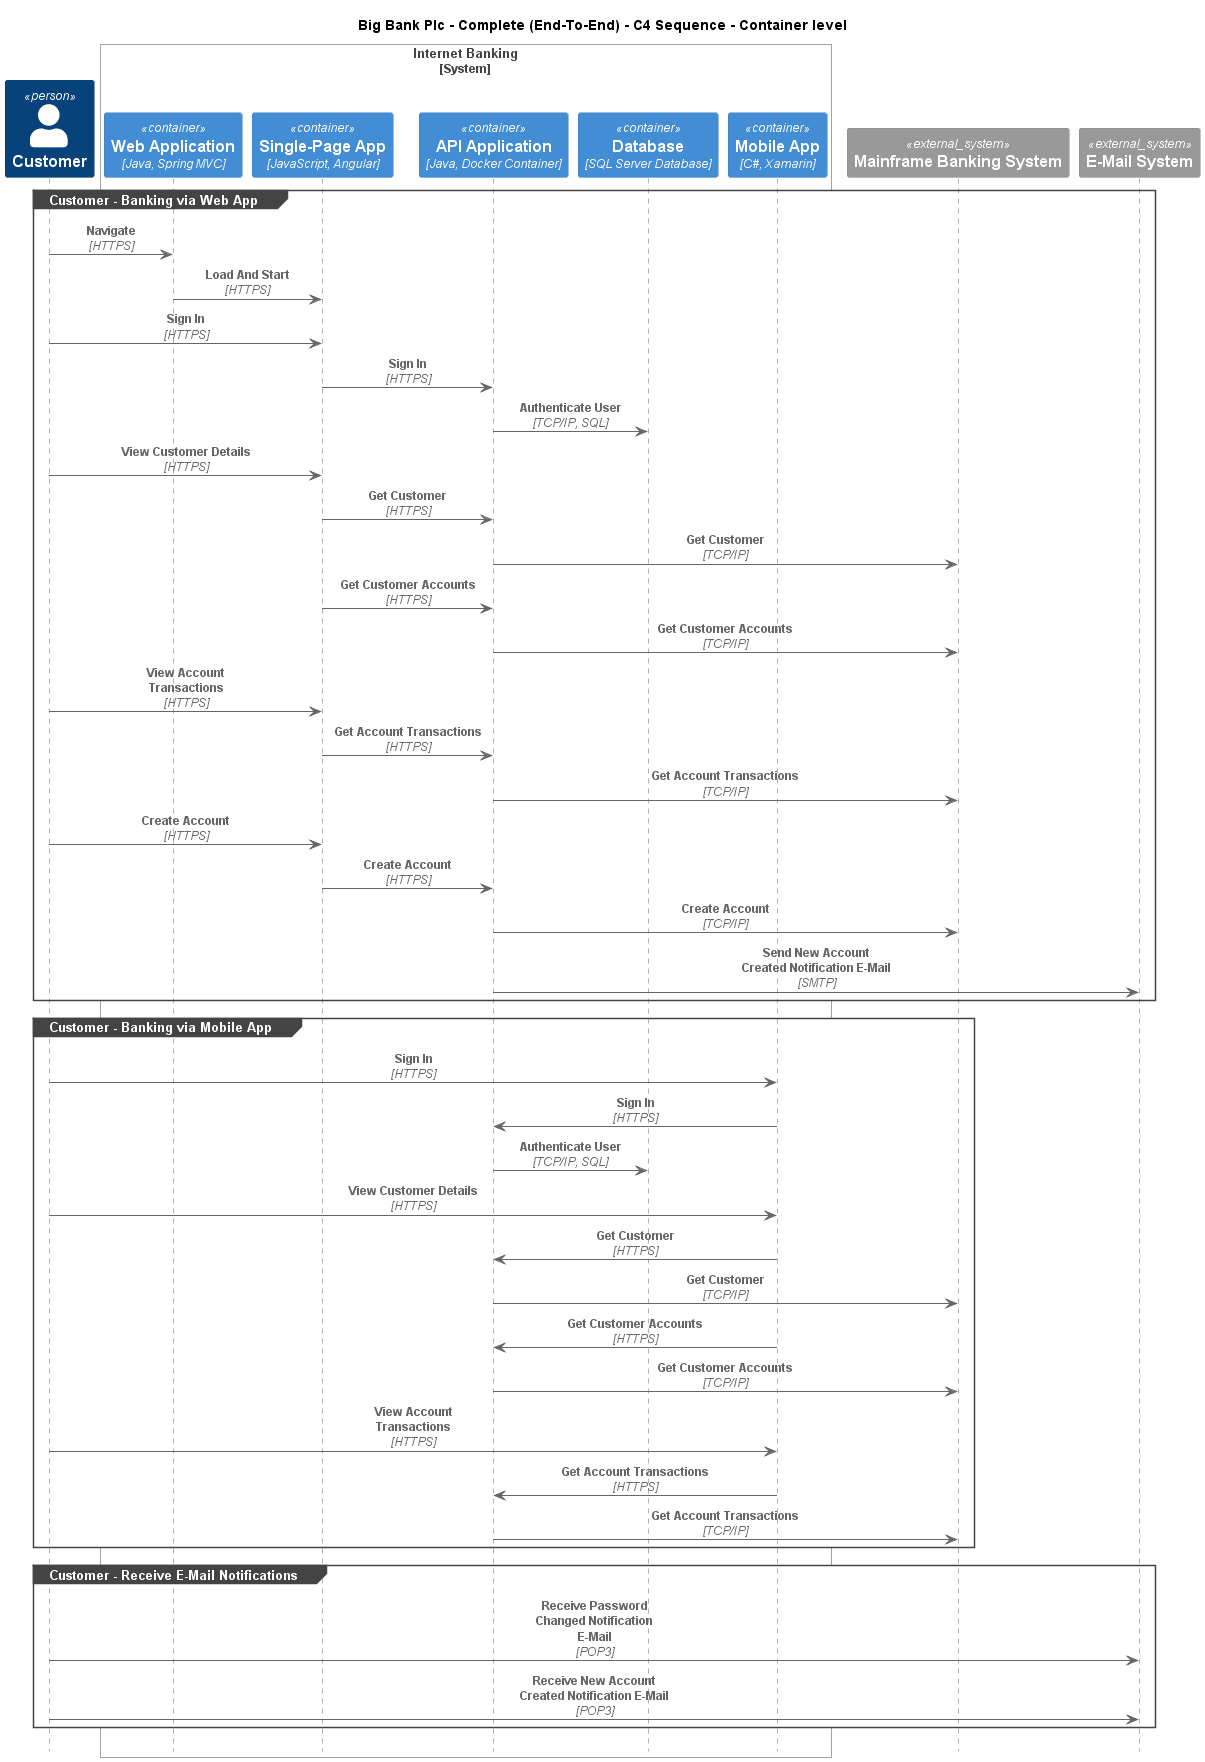 Big Bank Plc - Complete (End-To-End) - C4 Sequence - Container level
Internet Banking
[System]
«person»
Customer
«container»
Web Application
[Java, Spring MVC]
«container»
Single-Page App
[JavaScript, Angular]
«container»
API Application
[Java, Docker Container]
«container»
Database
[SQL Server Database]
«container»
Mobile App
[C#, Xamarin]
«external_system»
Mainframe Banking System
«external_system»
E-Mail System
Customer - Banking via Web App
Navigate
[HTTPS]
Load And Start
[HTTPS]
Sign In
[HTTPS]
Sign In
[HTTPS]
Authenticate User
[TCP/IP, SQL]
View Customer Details
[HTTPS]
Get Customer
[HTTPS]
Get Customer
[TCP/IP]
Get Customer Accounts
[HTTPS]
Get Customer Accounts
[TCP/IP]
View Account
Transactions
[HTTPS]
Get Account Transactions
[HTTPS]
Get Account Transactions
[TCP/IP]
Create Account
[HTTPS]
Create Account
[HTTPS]
Create Account
[TCP/IP]
Send New Account
Created Notification E-Mail
[SMTP]
Customer - Banking via Mobile App
Sign In
[HTTPS]
Sign In
[HTTPS]
Authenticate User
[TCP/IP, SQL]
View Customer Details
[HTTPS]
Get Customer
[HTTPS]
Get Customer
[TCP/IP]
Get Customer Accounts
[HTTPS]
Get Customer Accounts
[TCP/IP]
View Account
Transactions
[HTTPS]
Get Account Transactions
[HTTPS]
Get Account Transactions
[TCP/IP]
Customer - Receive E-Mail Notifications
Receive Password
Changed Notification
E-Mail
[POP3]
Receive New Account
Created Notification E-Mail
[POP3]